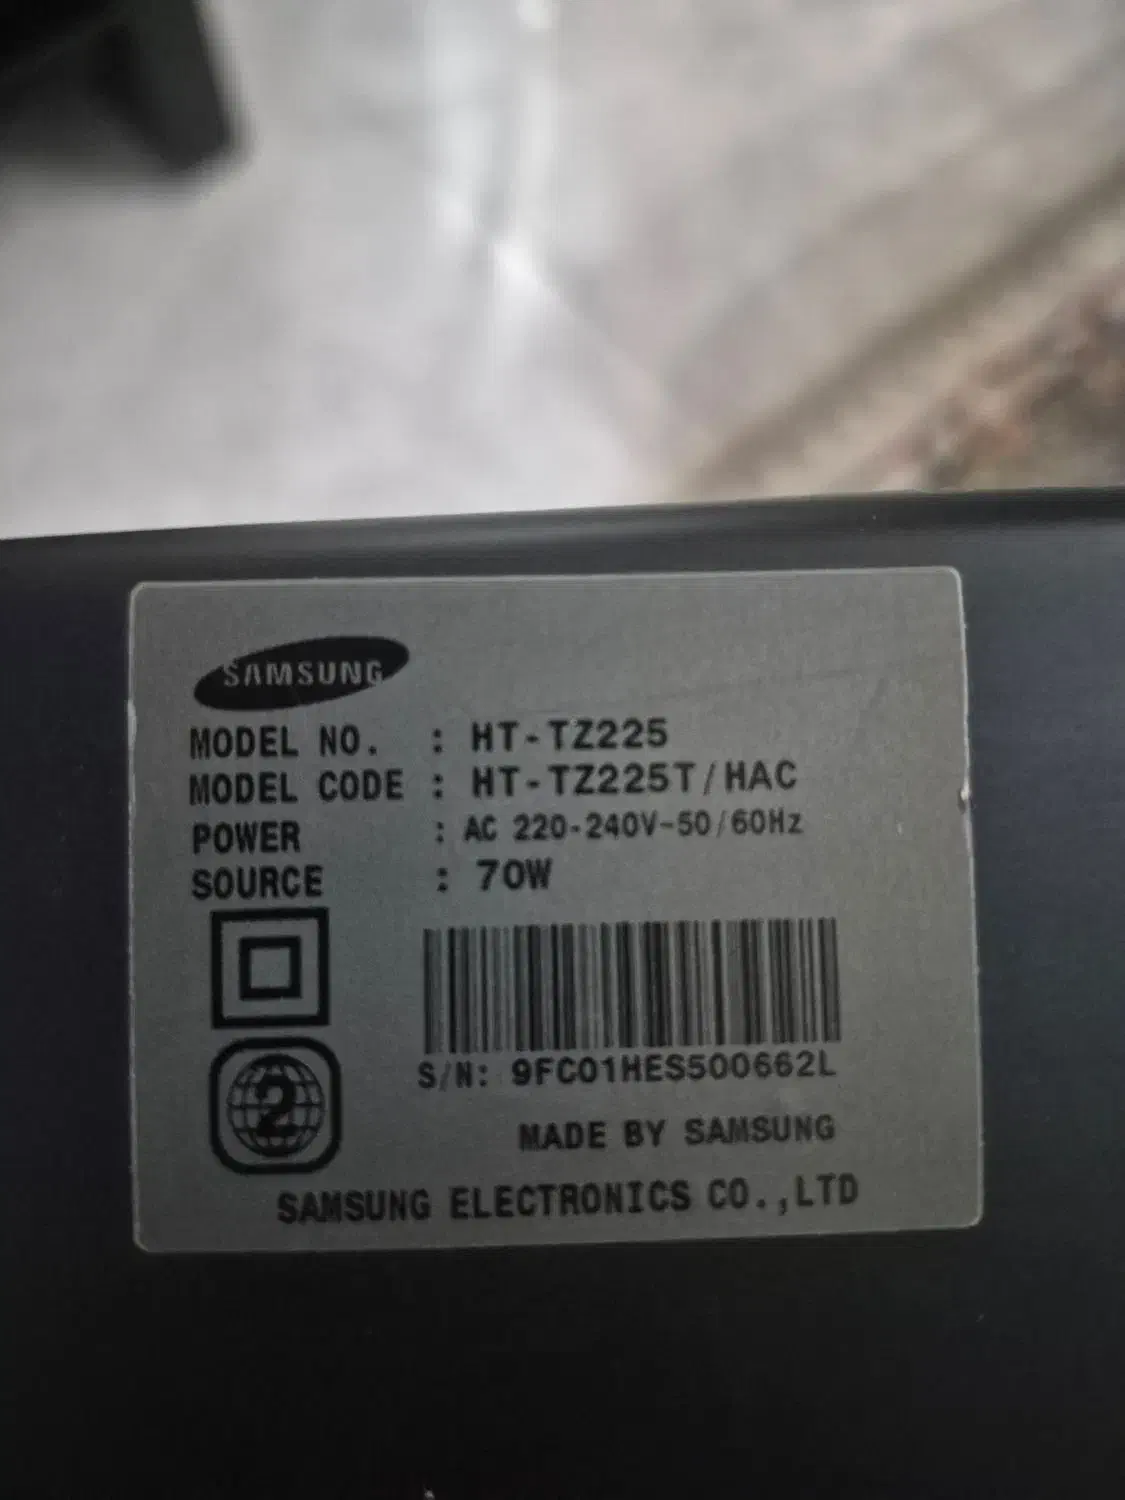 SAMSUNG
MODEL NO. : HT-TZ225
MODEL CODE : HT-TZ225T/HAC
POWER : AC 220-240V~50/60Hz
SOURCE : 70W
2
S/N: 9FC01HES500662L
MADE BY SAMSUNG
SAMSUNG ELECTRONICS CO.,LTD